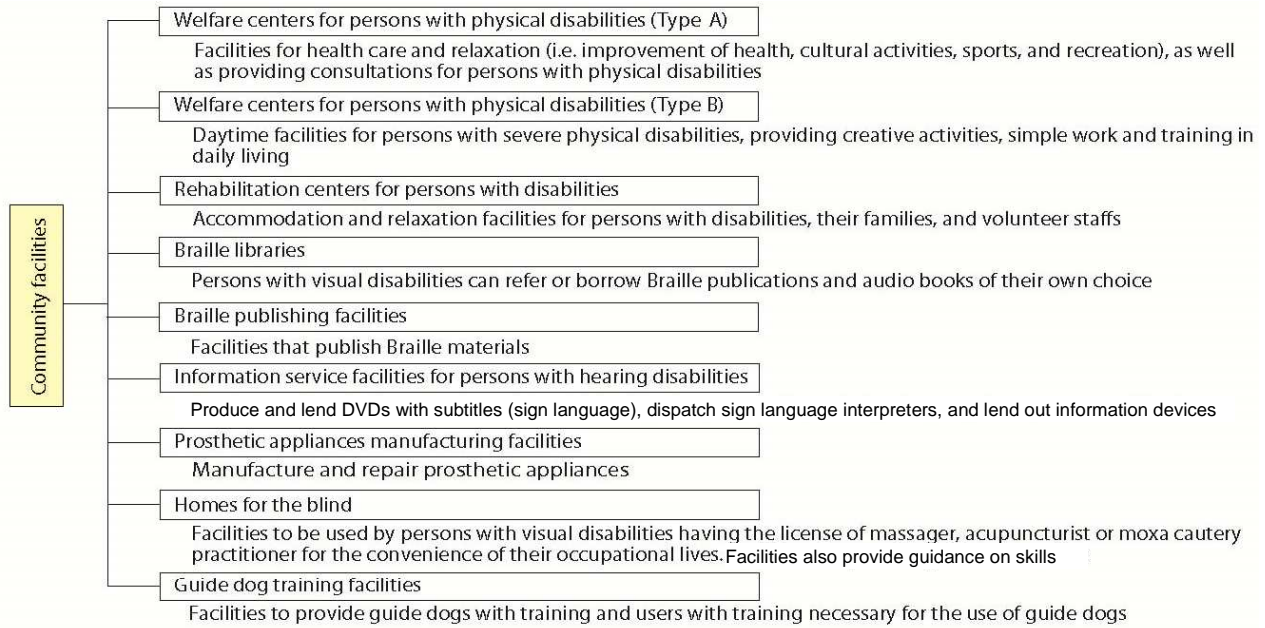 Community facilities
Welfare centers for persons with physical disabilities (Type A)
Facilities for health care and relaxation (i.e. improvement of health, cultural activities, sports, and recreation), as well
as providing consultations for persons with physical disabilities
Welfare centers for persons with physical disabilities (Type B)
Daytime facilities for persons with severe physical disabilities, providing creative activities, simple work and training in
daily living
Rehabilitation centers for persons with disabilities
Accommodation and relaxation facilities for persons with disabilities, their families, and volunteer staffs
Braille libraries
Persons with visual disabilities can refer or borrow Braille publications and audio books of their own choice
Braille publishing facilities
Facilities that publish Braille materials
Information service facilities for persons with hearing disabilities
Produce and lend DVDs with subtitles (sign language), dispatch sign language interpreters, and lend out information devices
Prosthetic appliances manufacturing facilities
Manufacture and repair prosthetic appliances
Homes for the blind
Facilities to be used by persons with visual disabilities having the license of massager, acupuncturist or moxa cautery
practitioner for the convenience of their occupational lives. Facilities also provide guidance on skills
Guide dog training facilities
Facilities to provide guide dogs with training and users with training necessary for the use of guide dogs